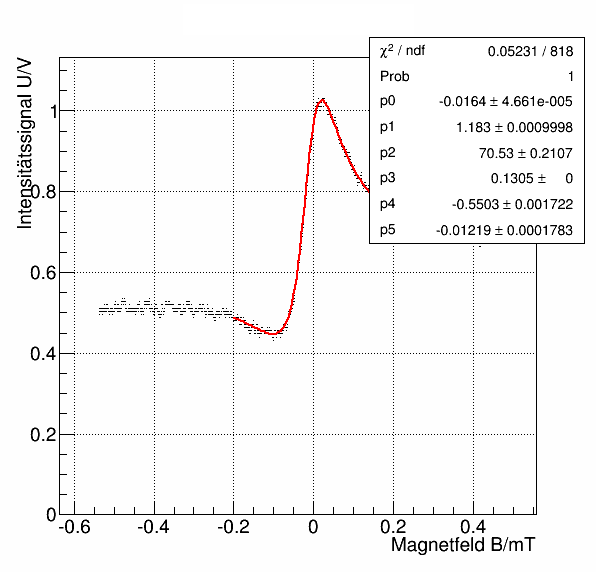 χ² / ndf 0.05231 / 818
Prob 1
p0 -0.0164 ± 4.661e-005
p1 1.183 ± 0.0009998
p2 70.53 ± 0.2107
p3 0.1305 ± 0
p4 -0.5503 ± 0.001722
p5 -0.01219 ± 0.0001783
Intensitätssignal U/V
1
0.8
0.6
0.4
0.2
0
-0.6 -0.4 -0.2 0 0.2 0.4
Magnetfeld B/mT